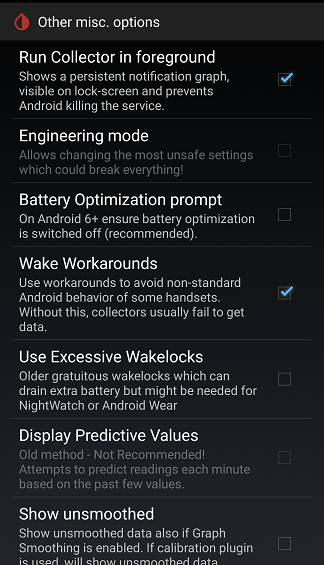 Other misc. options
Run Collector in foreground
Shows a persistent notification graph,
visible on lock-screen and prevents
Android killing the service.
Engineering mode
Allows changing the most unsafe settings
which could break everything!
Battery Optimization prompt
On Android 6+ ensure battery optimization
is switched off (recommended).
Wake Workarounds
Use workarounds to avoid non-standard
Android behavior of some handsets.
Without this, collectors usually fail to get
data.
Use Excessive Wakelocks
Older gratuitous wakelocks which can
drain extra battery but might be needed for
NightWatch or Android Wear
Display Predictive Values
Old method - Not Recommended!
Attempts to predict readings each minute
based on the past few values.
Show unsmoothed
Show unsmoothed data also if Graph
Smoothing is enabled. If calibration plugin
is used, will show unsmoothed data